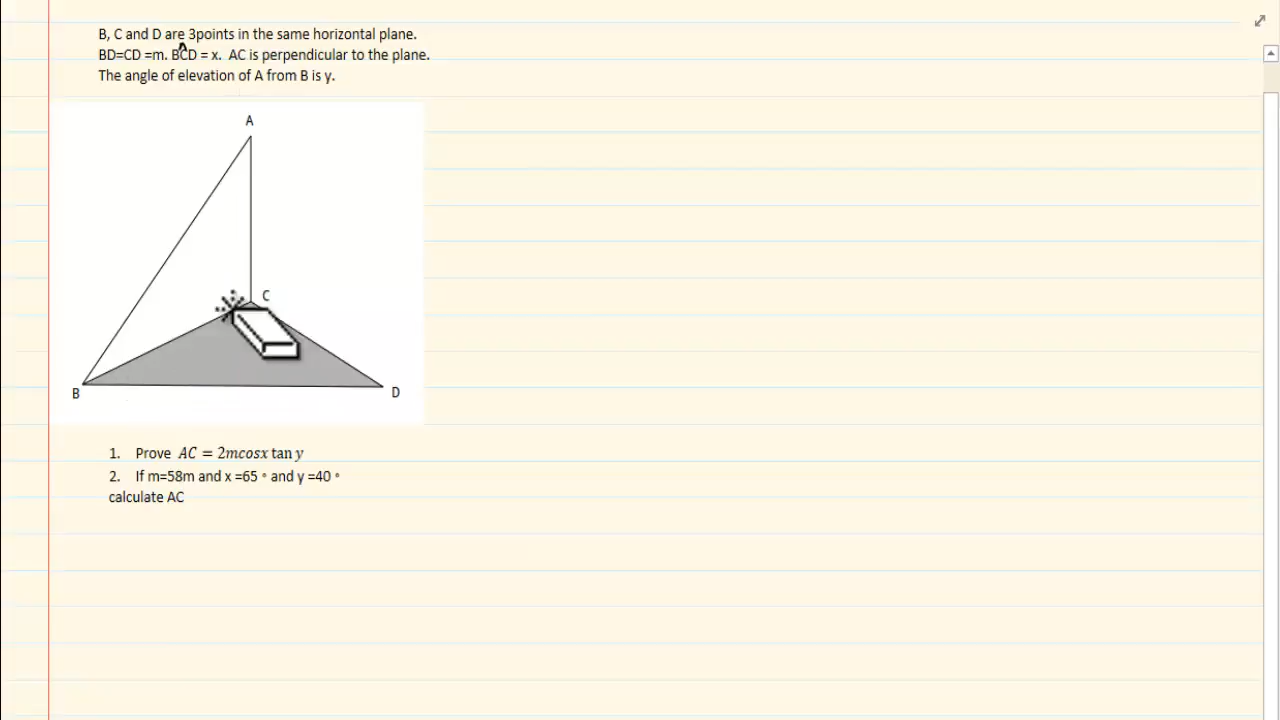 B, C and D are 3points in the same horizontal plane.
BD=CD =m. BĈD = x.  AC is perpendicular to the plane.
The angle of elevation of A from B is y.
A
C
B
D
1. Prove AC = 2mcosx tan y
2. If m=58m and x =65 ° and y =40 °
calculate AC